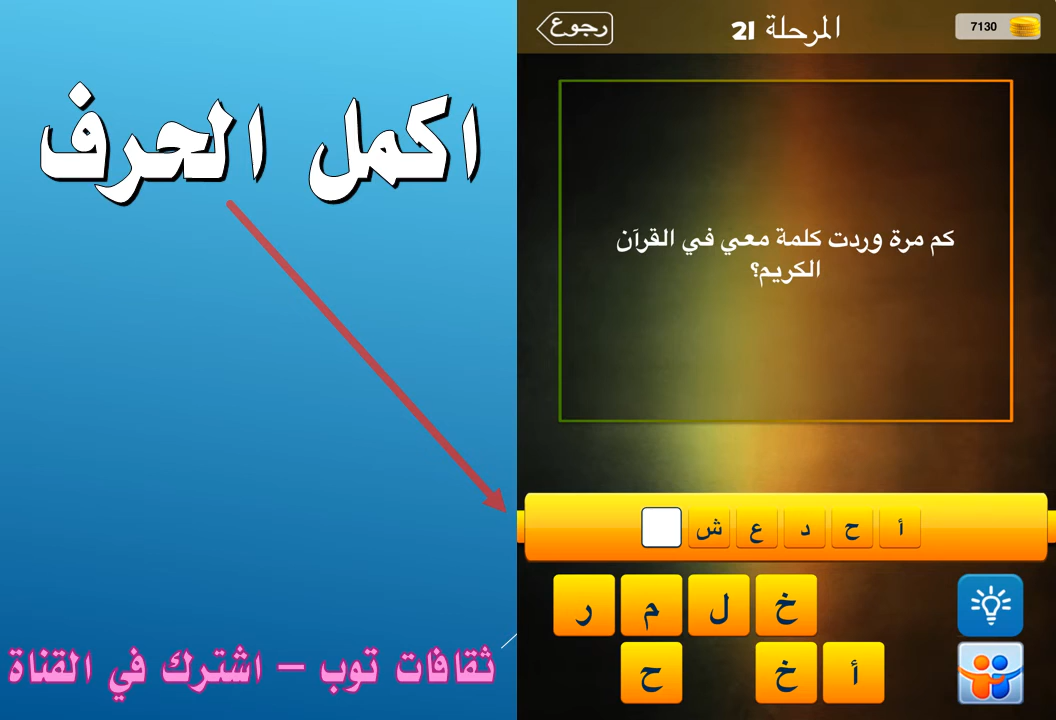 اكمل الحرف
ثقافات توب – اشترك في القناة
رجوع
المرحلة 21
7130
كم مرة وردت كلمة معي في القرآن
الكريم؟
أ ح د ع ش
خ ل م ر
أ خ ح